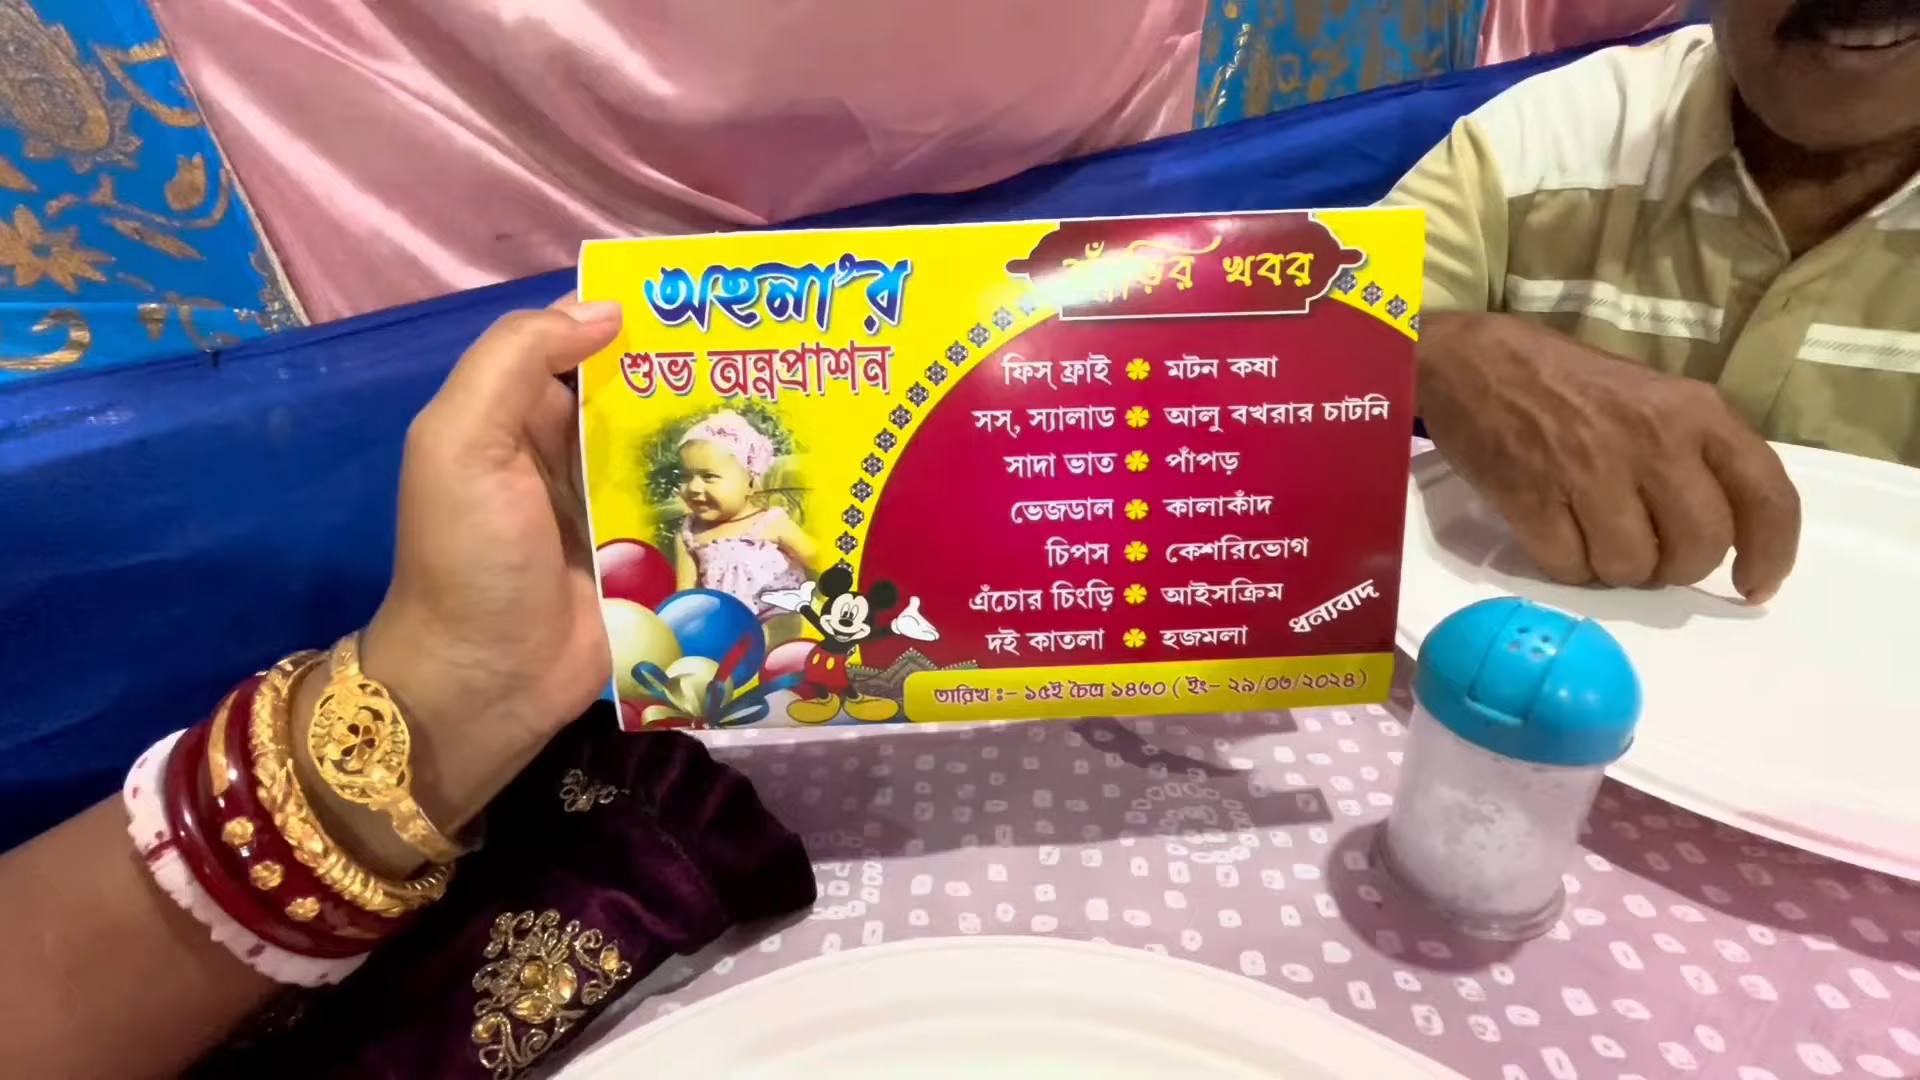 অহনা'র
শুভ অন্নপ্রাশন
হাঁড়ির খবর
ফিস্ ফ্রাই
সস্, স্যালাড
সাদা ভাত
ভেজডাল
চিপস
এঁচোর চিংড়ি
দই কাতলা
মটন কষা
আলু বখরার চাটনি
পাঁপড়
কালাকাঁদ
কেশরিভোগ
আইসক্রিম
হজমলা
ধন্যবাদ
তারিখ ঃ- ১৫ই চৈত্র ১৪৩০ ( ইং- ২৯/০৩/২০২৪)